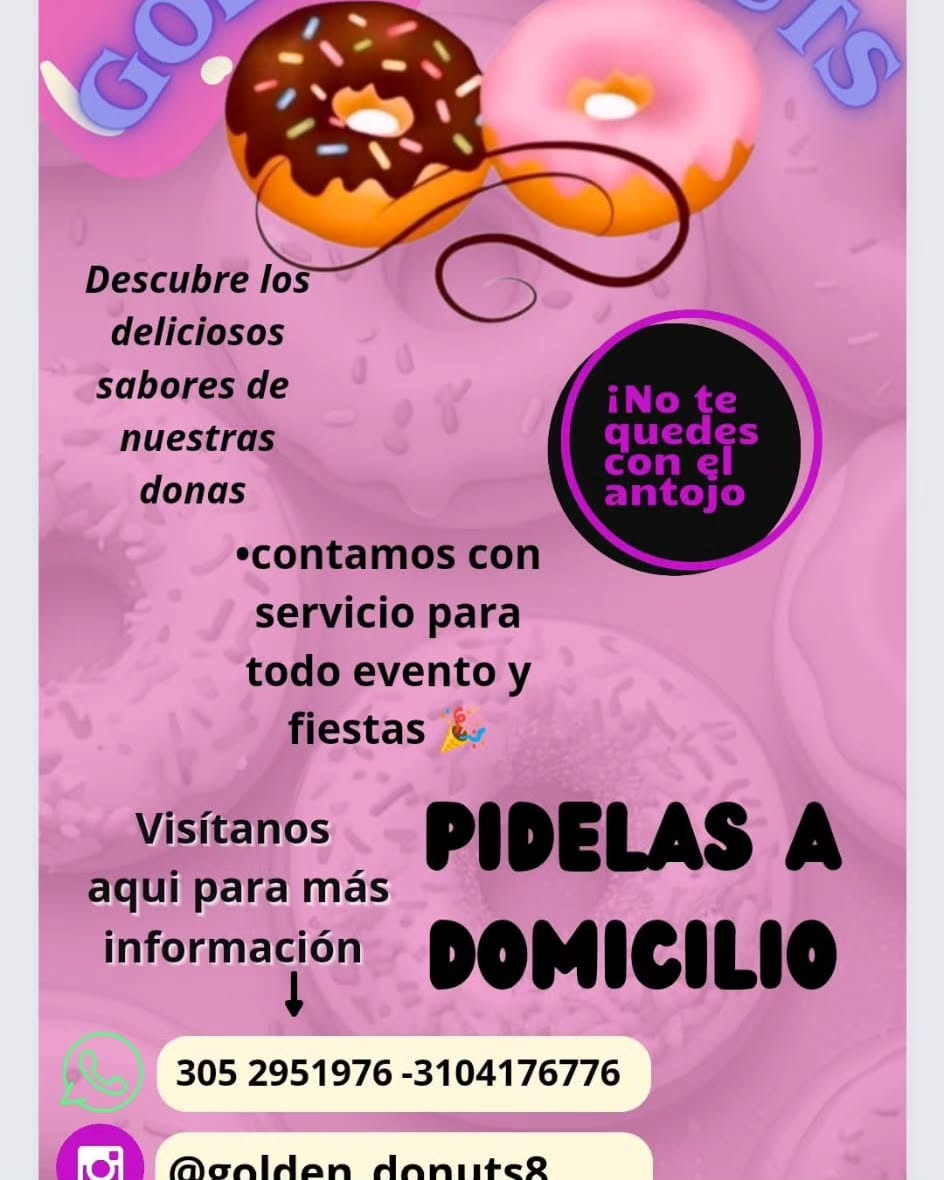 Descubre los
deliciosos
sabores de
nuestras
donas
¡No te
quedes
con el
antojo
•contamos con
servicio para
todo evento y
fiestas 🎉
Visítanos
aqui para más
información
PIDELAS A
DOMICILIO
305 2951976 -3104176776
@golden_donuts8